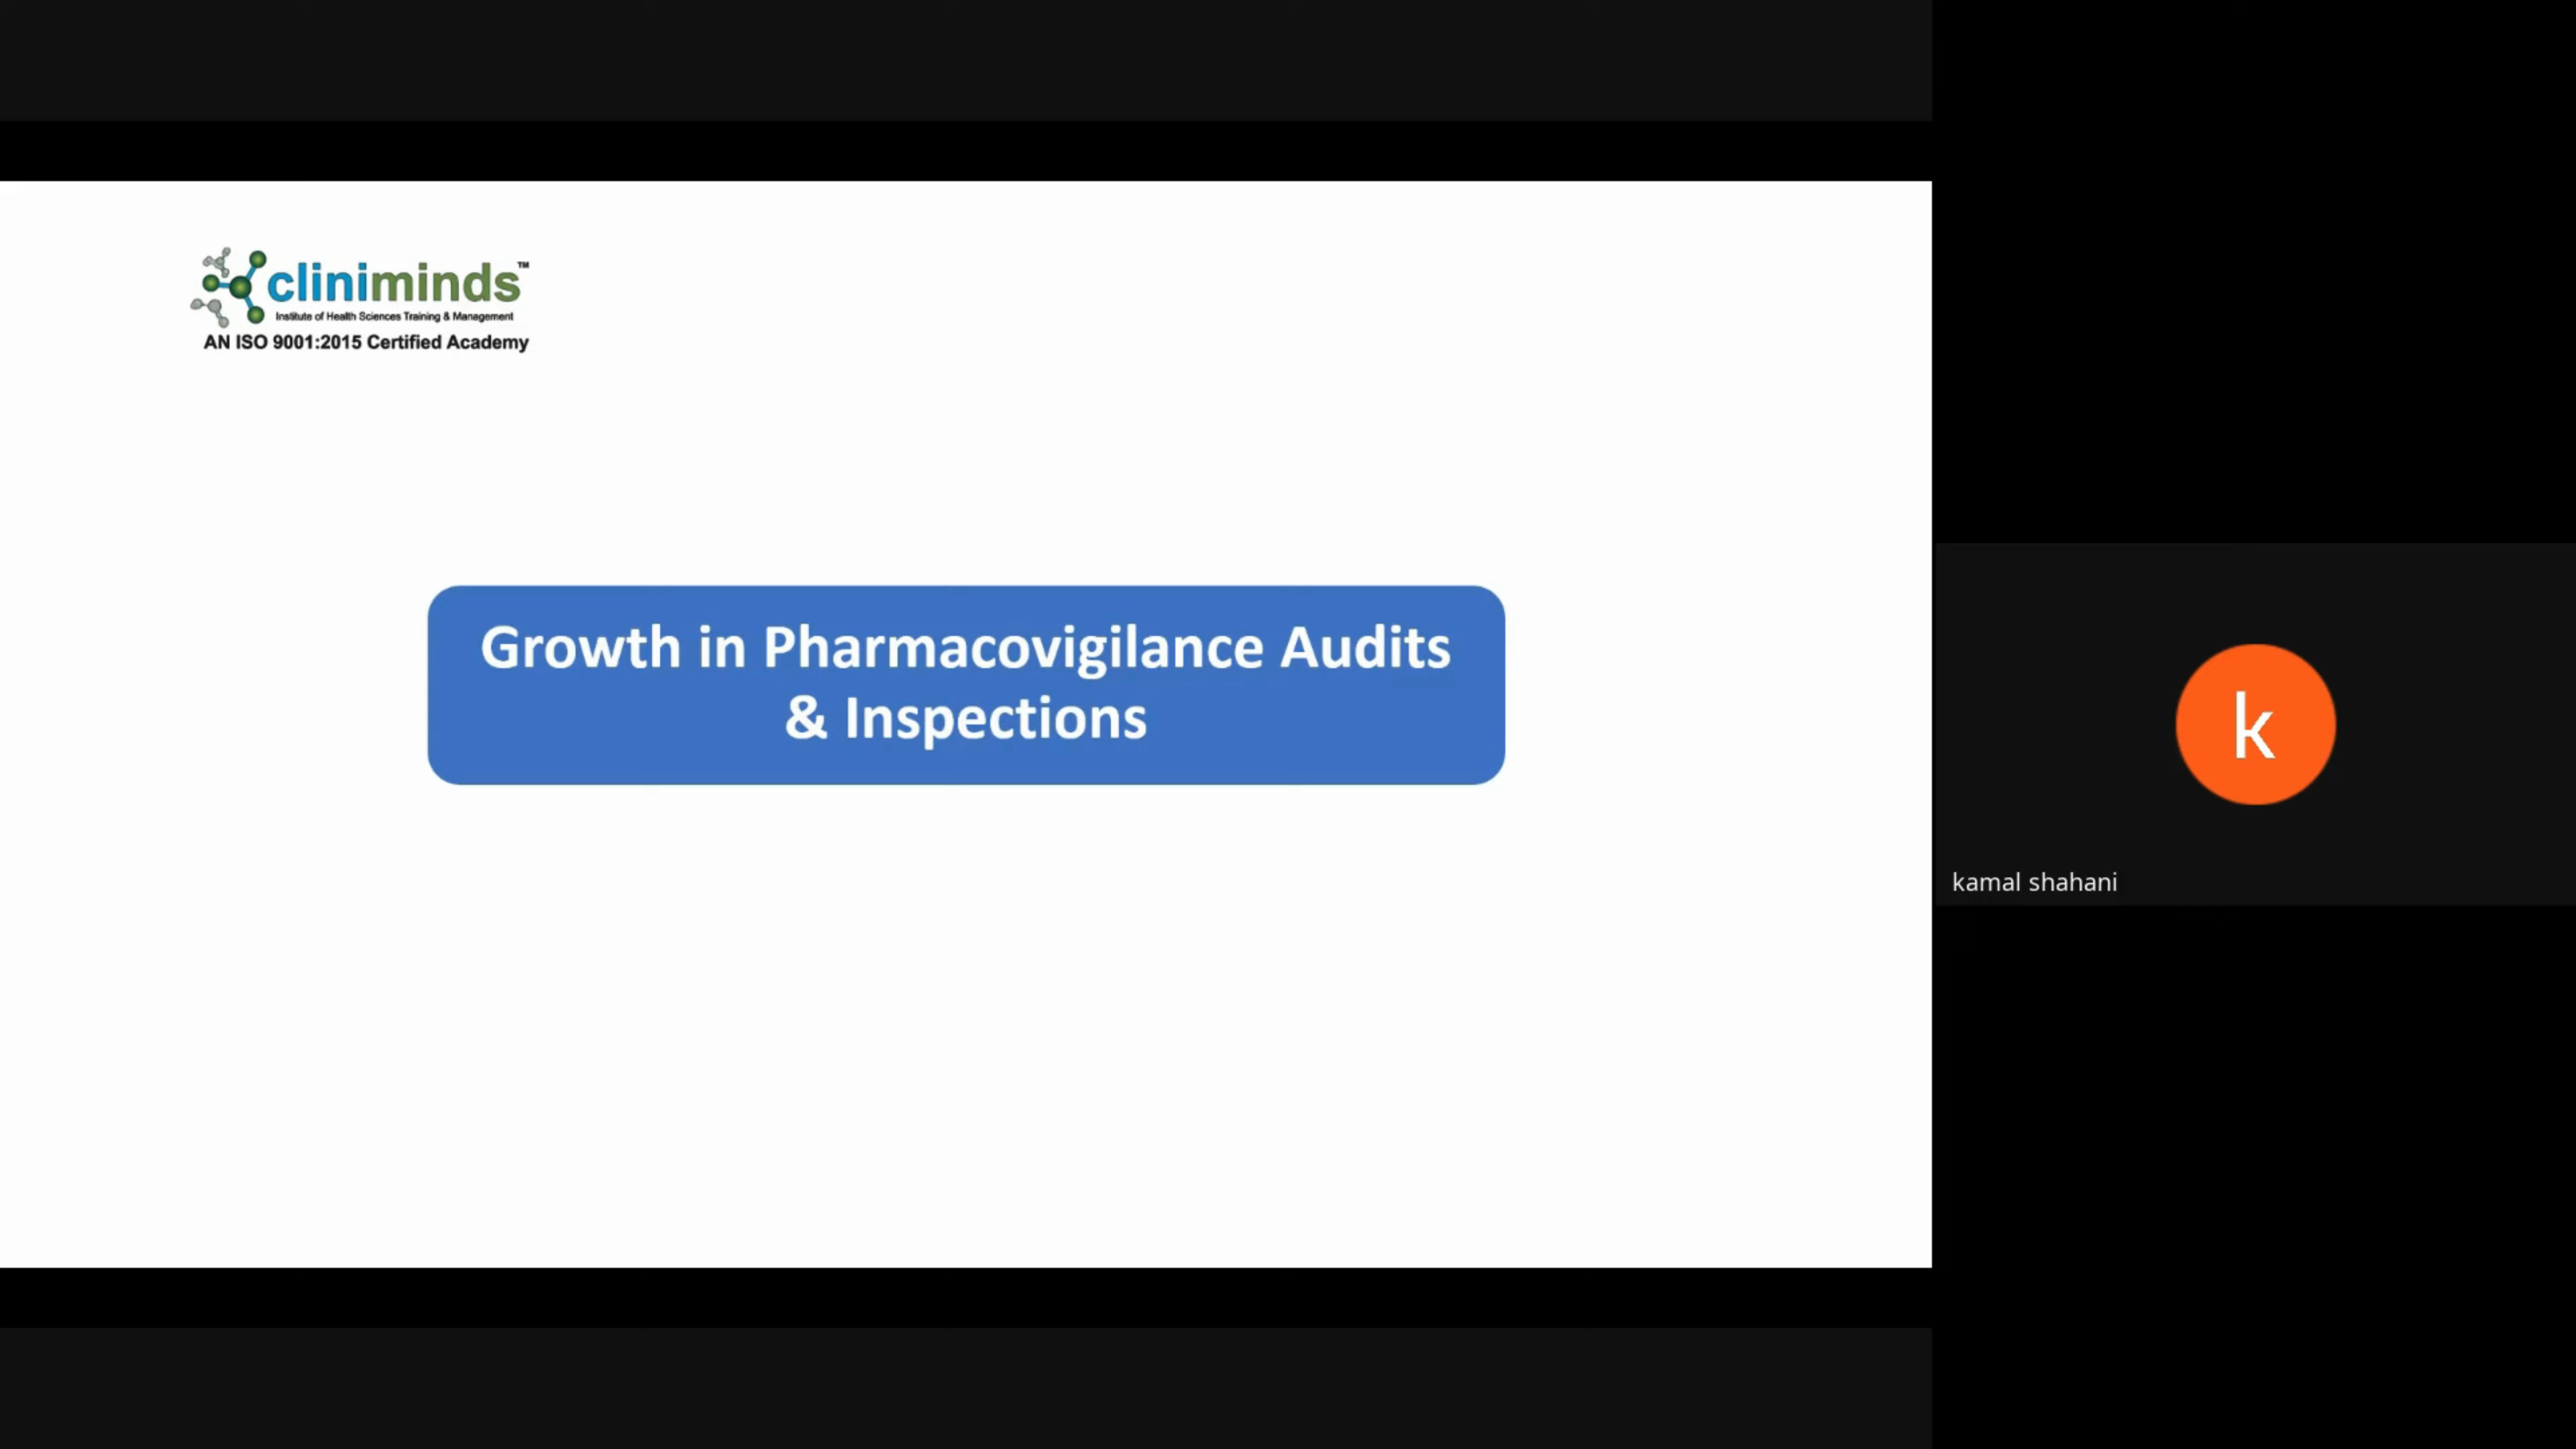 cliniminds™
Institute of Health Sciences Training & Management
AN ISO 9001:2015 Certified Academy
Growth in Pharmacovigilance Audits
& Inspections
k
kamal shahani